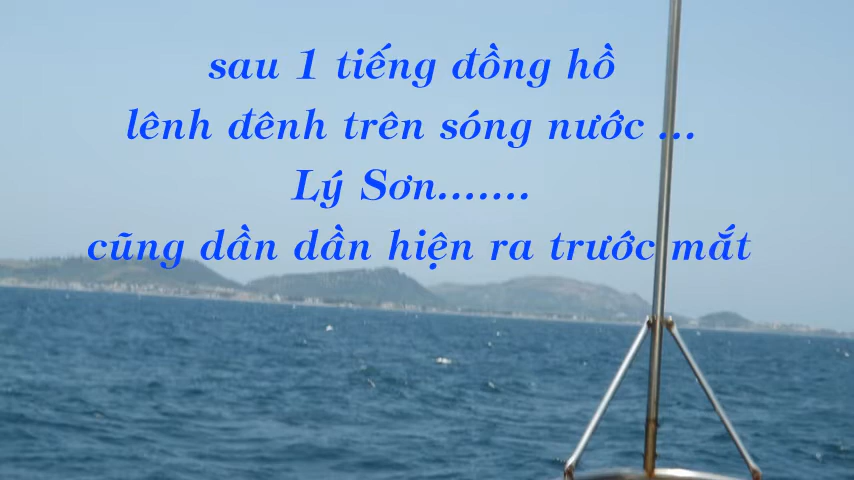 sau 1 tiếng đồng hồ
lênh đênh trên sóng nước ...
Lý Sơn.......
cũng dần dần hiện ra trước mắt